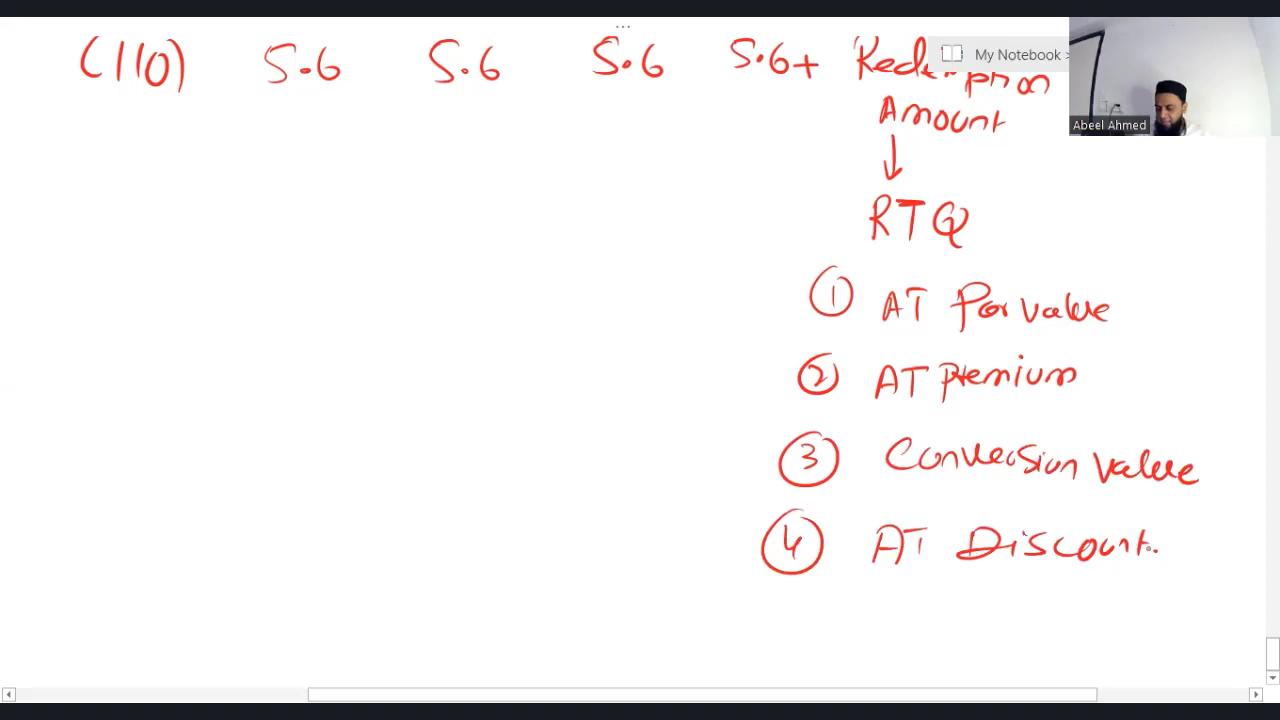 (110) 5.6 5.6 5.6 5.6+ Redemption
My Notebook >
Amount
Abeel Ahmed
RTQ
1 AT Par value
2 AT premium
3 Conversion value
4 AT Discount.